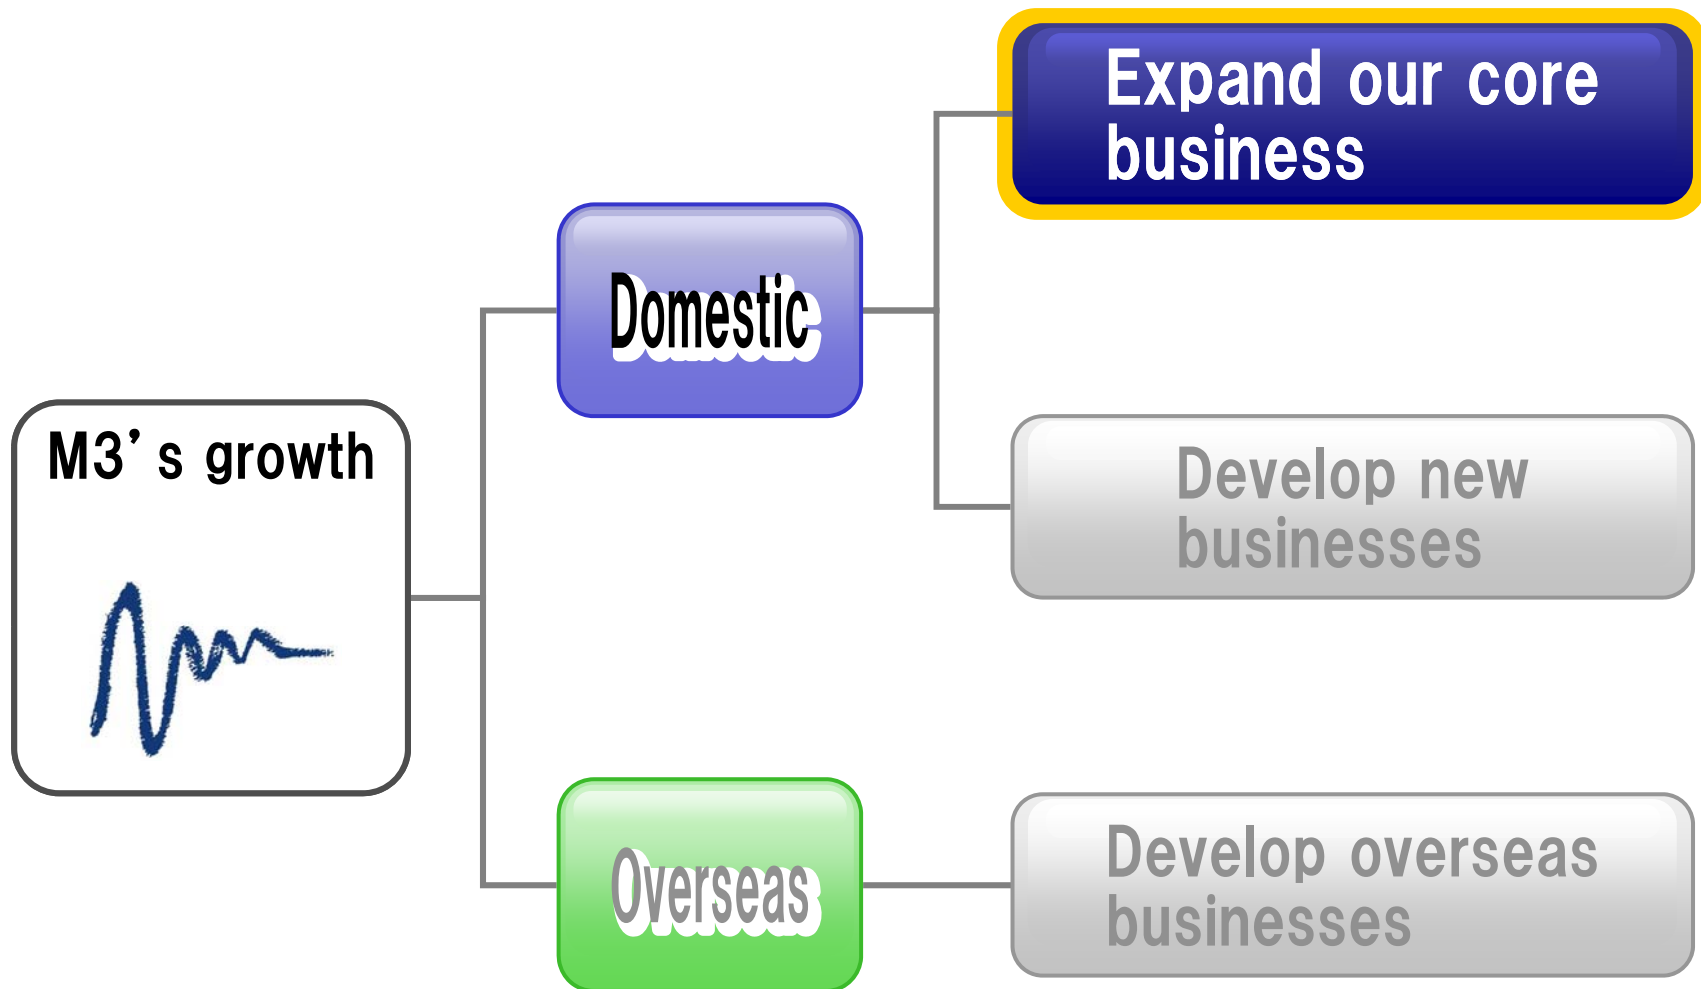 Expand our core
business
Domestic
M3’s growth
Develop new
businesses
Overseas
Develop overseas
businesses